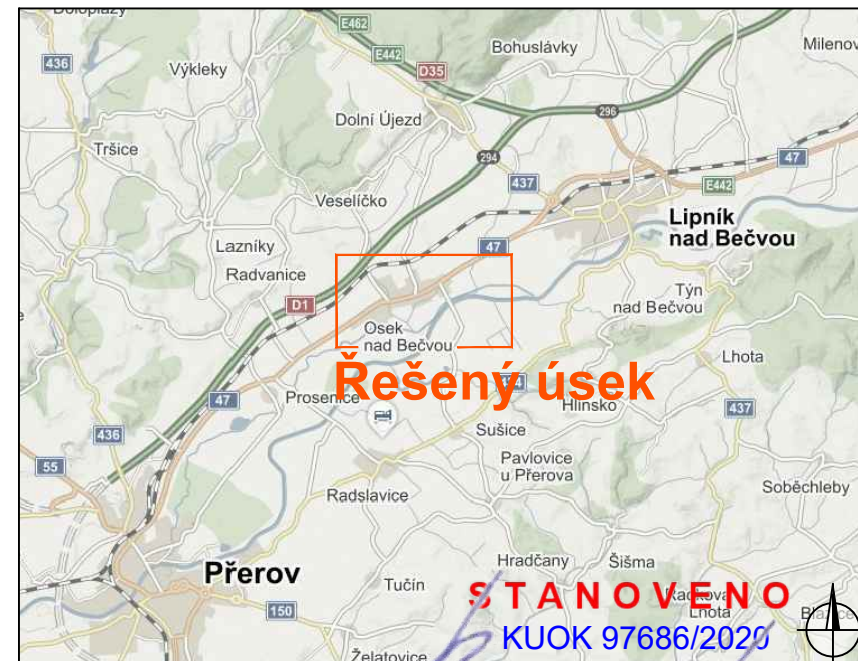 Doloplazy
E462
436
Výkleky
E442
D35
Bohuslávky
Milenov
Dolní Újezd
296
Tršice
294
47
437
E442
Veselíčko
Lipník
nad Bečvou
Lazníky
47
Radvanice
Týn
nad Bečvou
D1
Osek
nad Bečvou
Lhota
Řešený úsek
Prosenice
47
Hlinsko
437
436
Sušice
55
Pavlovice
u Přerova
Radslavice
Soběchleby
Hradčany
Šišma
Přerov
Tučín
STANOVENO
Lhota
150
KUOK 97686/2020
Želatovice